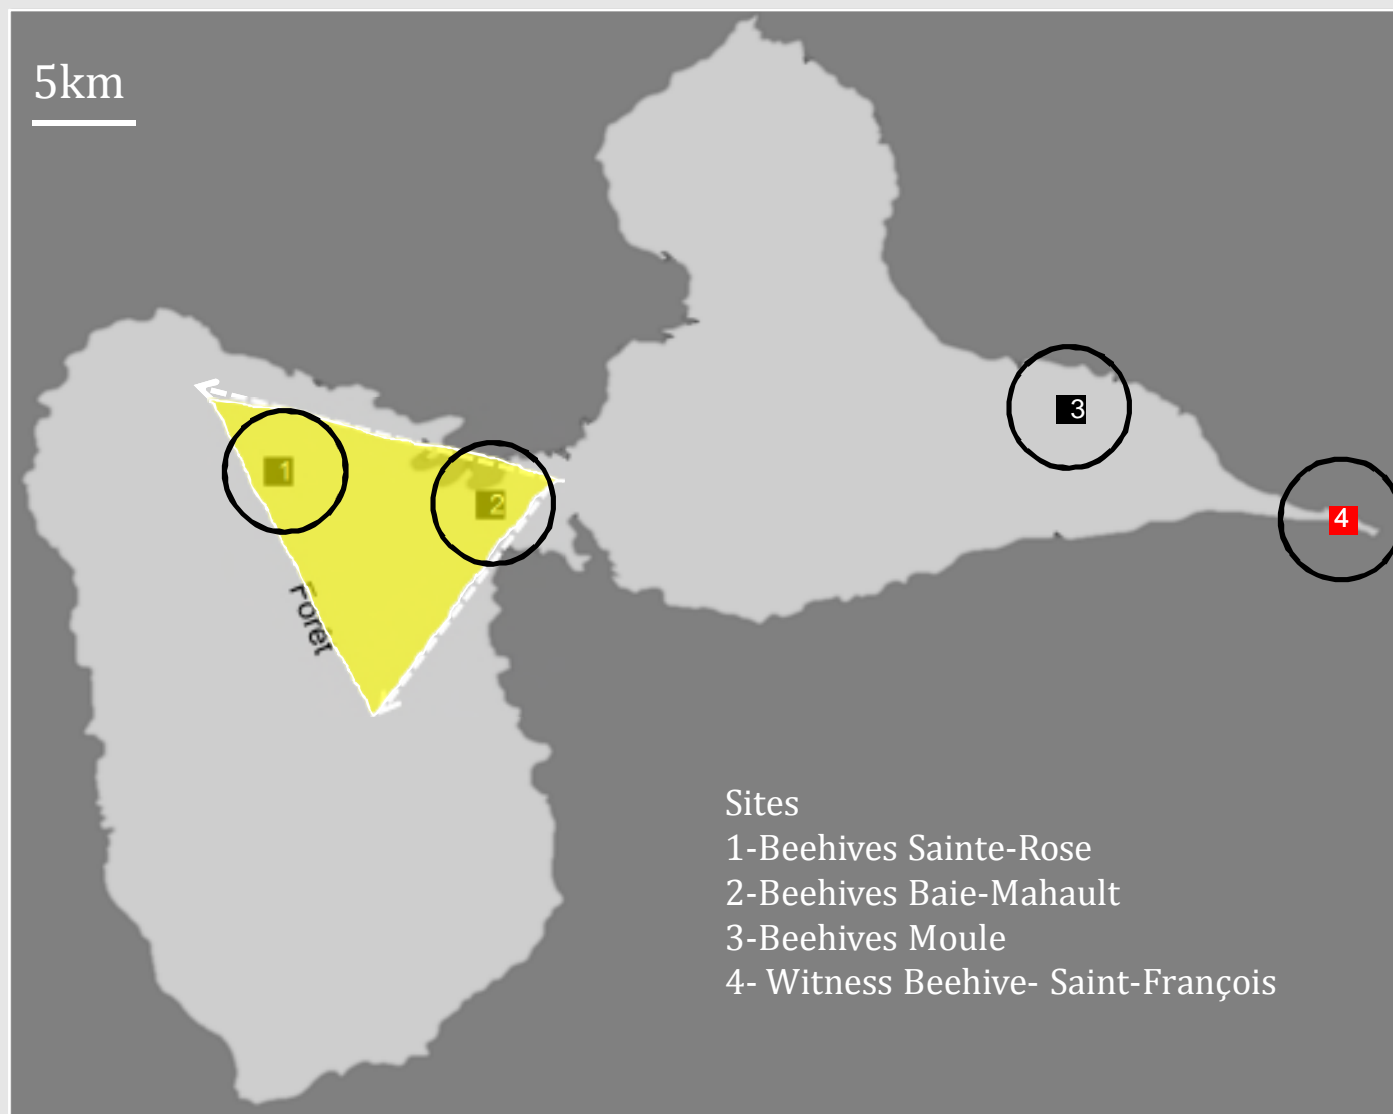 5km
1
2
3
4
Forêt
Sites
1-Beehives Sainte-Rose
2-Beehives Baie-Mahault
3-Beehives Moule
4- Witness Beehive- Saint-François